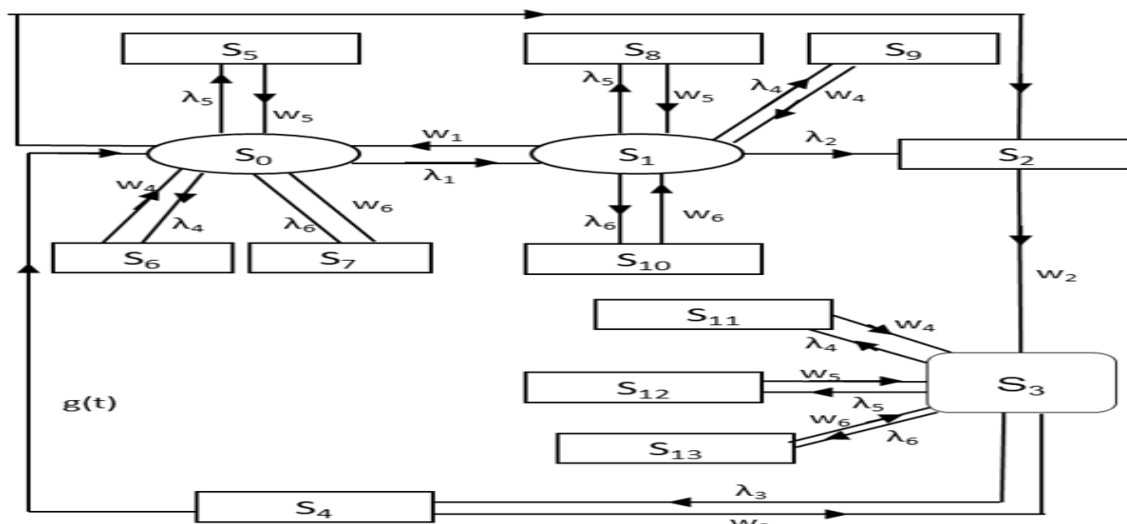 S₅
S₈
S₉
λ₅
w₅
λ₅
w₅
λ₄
w₄
S₀
w₁
λ₁
S₁
λ₂
S₂
w₄
λ₄
λ₆
w₆
λ₆
w₆
S₆
S₇
S₁₀
w₂
S₁₁
w₄
λ₄
S₁₂
w₅
λ₅
S₃
g(t)
w₆
λ₆
S₁₃
λ₃
S₄